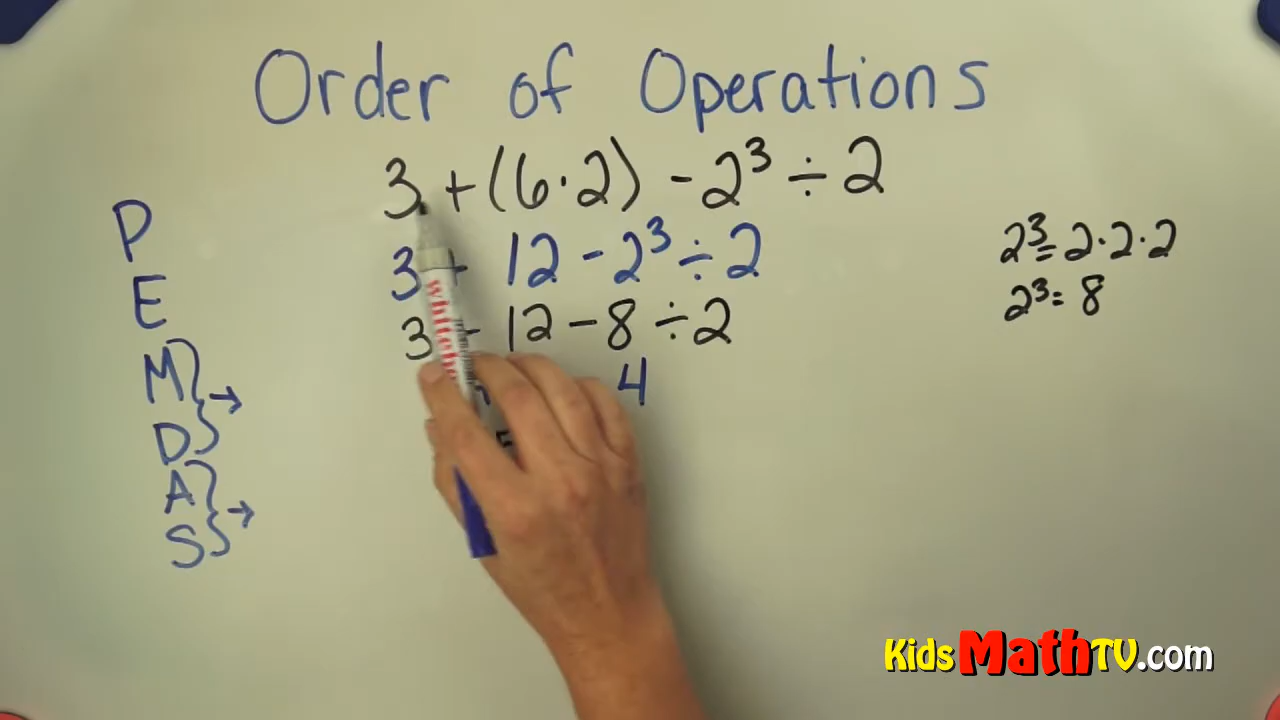 Order of Operations
3 + (6·2) - 2³ ÷ 2
3 + 12 - 2³ ÷ 2
3 + 12 - 8 ÷ 2
4
P
E
M } →
D
A } →
S
2³ = 2·2·2
2³ = 8
KidsMathTV.com